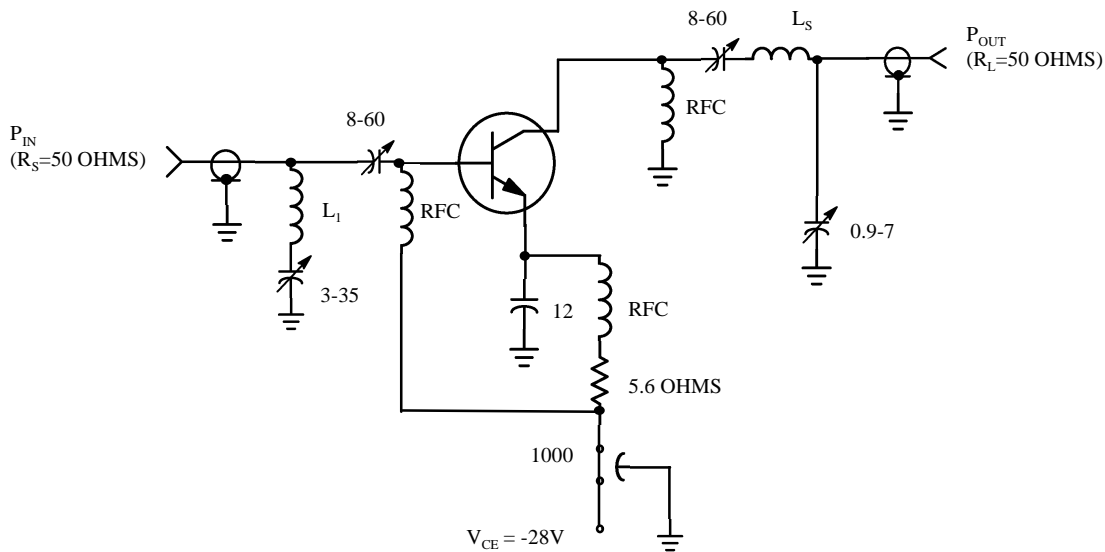 8-60
L_S
P_OUT
(R_L=50 OHMS)
RFC
8-60
P_IN
(R_S=50 OHMS)
L_1
RFC
0.9-7
3-35
12
RFC
5.6 OHMS
1000
V_CE = -28V